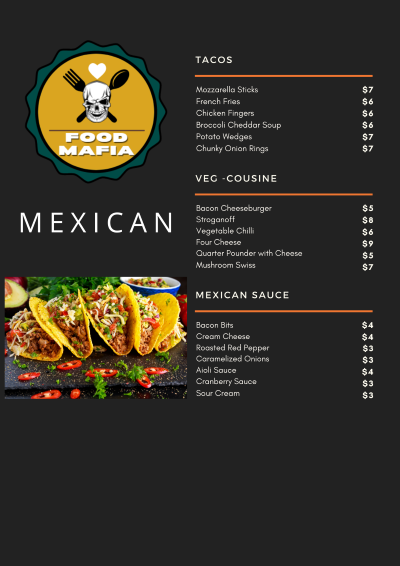 FOOD
MAFIA
MEXICAN
TACOS
Mozzarella Sticks $7
French Fries $6
Chicken Fingers $6
Broccoli Cheddar Soup $6
Potato Wedges $7
Chunky Onion Rings $7
VEG -COUSINE
Bacon Cheeseburger $5
Stroganoff $8
Vegetable Chilli $6
Four Cheese $9
Quarter Pounder with Cheese $5
Mushroom Swiss $7
MEXICAN SAUCE
Bacon Bits $4
Cream Cheese $4
Roasted Red Pepper $3
Caramelized Onions $3
Aioli Sauce $4
Cranberry Sauce $3
Sour Cream $3